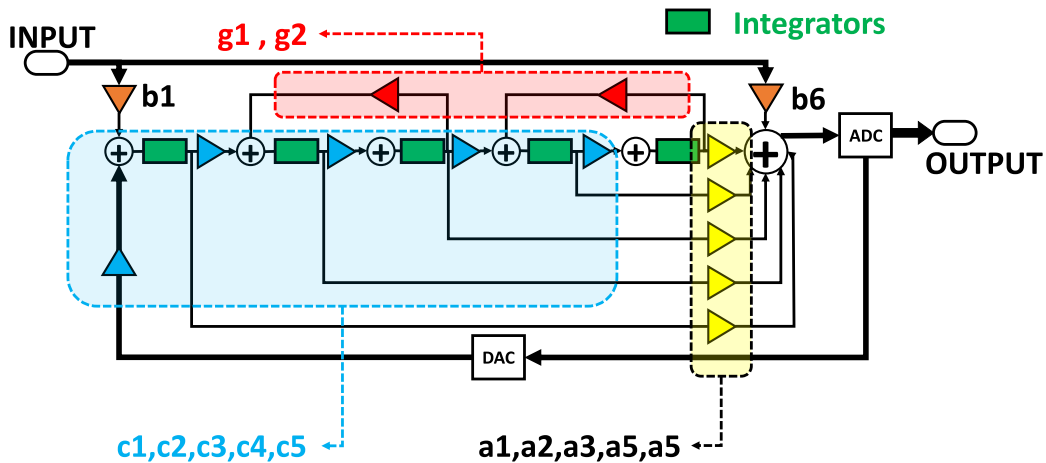 INPUT
g1 , g2
Integrators
b1
b6
ADC
OUTPUT
DAC
c1,c2,c3,c4,c5
a1,a2,a3,a5,a5